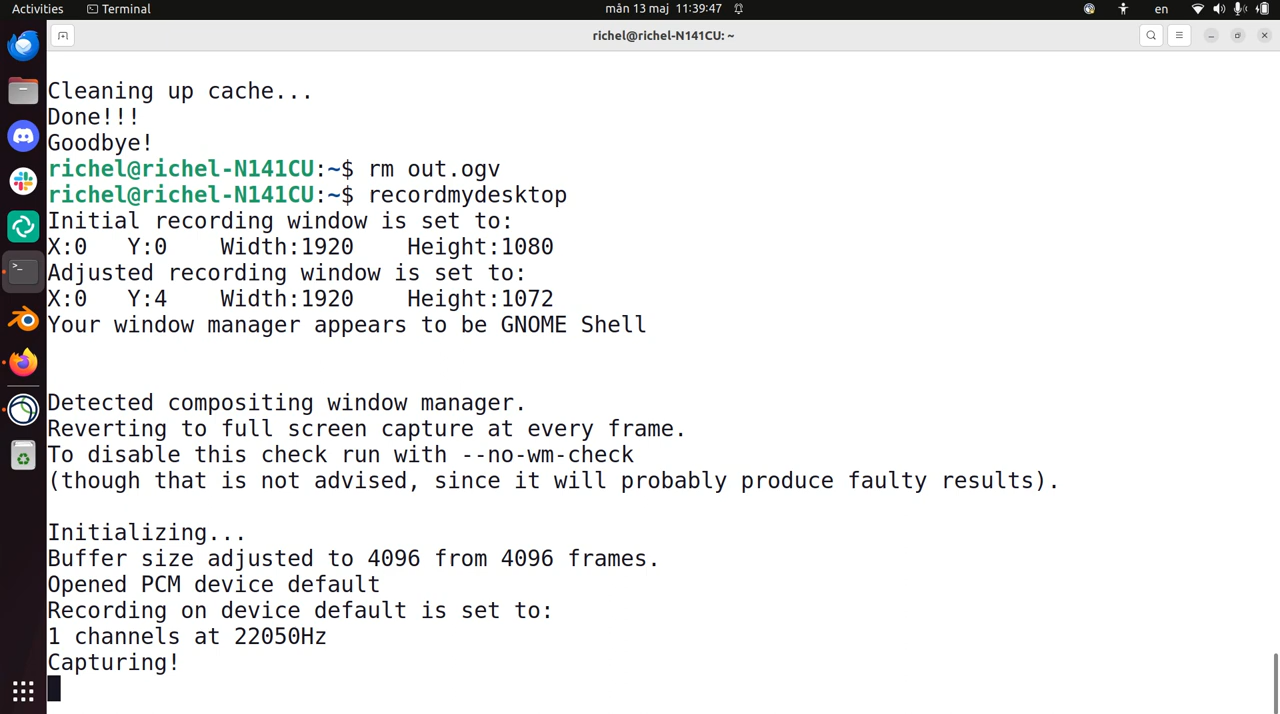 Activities Terminal mån 13 maj 11:39:47 en
richel@richel-N141CU: ~
Cleaning up cache...
Done!!!
Goodbye!
richel@richel-N141CU:~$ rm out.ogv
richel@richel-N141CU:~$ recordmydesktop
Initial recording window is set to:
X:0   Y:0    Width:1920    Height:1080
Adjusted recording window is set to:
X:0   Y:4    Width:1920    Height:1072
Your window manager appears to be GNOME Shell
Detected compositing window manager.
Reverting to full screen capture at every frame.
To disable this check run with --no-wm-check
(though that is not advised, since it will probably produce faulty results).
Initializing...
Buffer size adjusted to 4096 from 4096 frames.
Opened PCM device default
Recording on device default is set to:
1 channels at 22050Hz
Capturing!